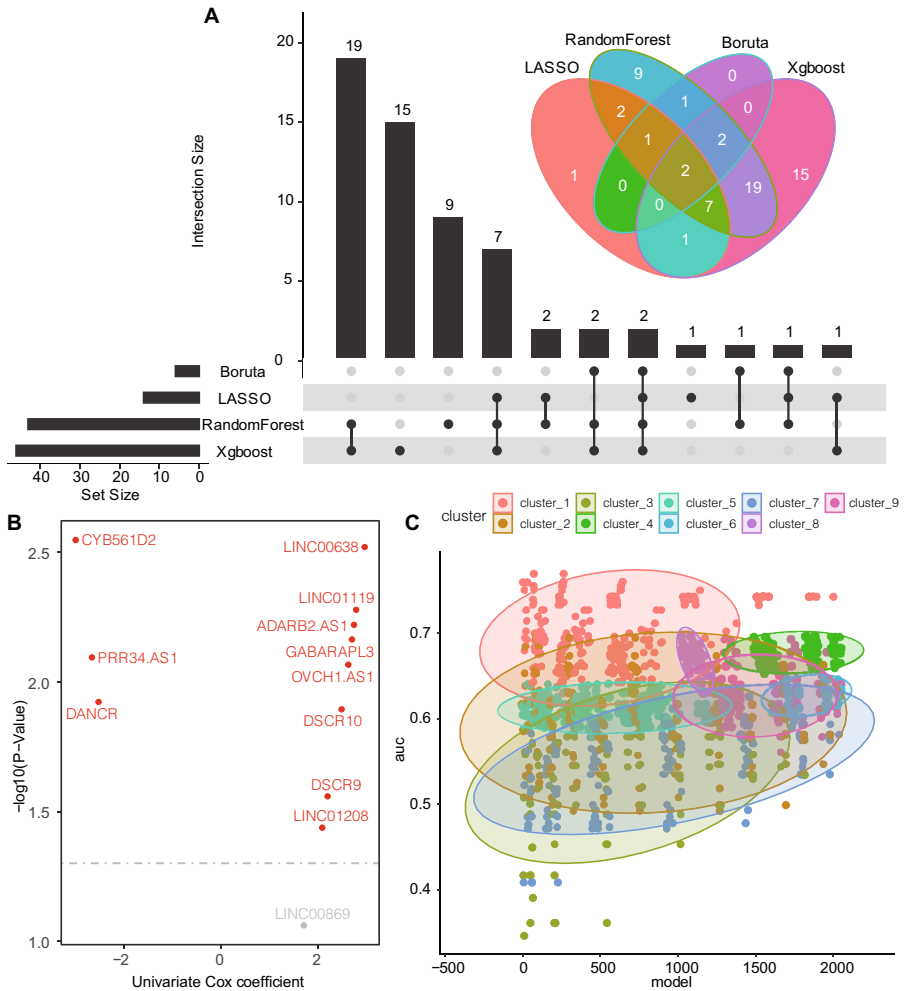 A
Intersection Size
20
15
10
5
0
19
15
9
7
2
2
2
1
1
1
1
LASSO
RandomForest
Boruta
Xgboost
9
0
2
1
0
1
2
1
2
15
0
19
0
7
1
Boruta
LASSO
RandomForest
Xgboost
40 30 20 10 0
Set Size
B
−log10(P−Value)
2.5
2.0
1.5
1.0
CYB561D2
LINC00638
LINC01119
ADARB2.AS1
GABARAPL3
PRR34.AS1
OVCH1.AS1
DANCR
DSCR10
DSCR9
LINC01208
LINC00869
−2 0 2
Univariate Cox coefficient
C
cluster
cluster_1 cluster_3 cluster_5 cluster_7 cluster_9
cluster_2 cluster_4 cluster_6 cluster_8
auc
0.7
0.6
0.5
0.4
−500 0 500 1000 1500 2000
model